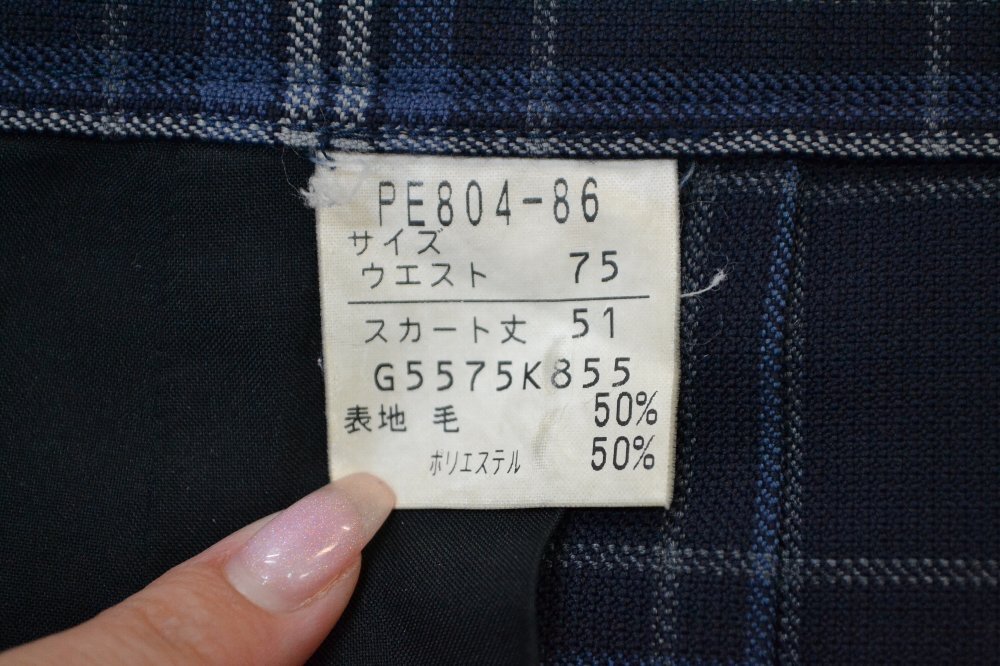 PE804-86
サイズ
ウエスト 75
スカート丈 51
G5575K855
表地 毛 50%
ポリエステル 50%